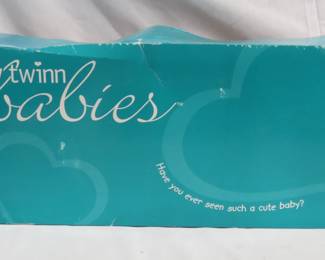 twinn
babies
Have you ever seen such a cute baby?